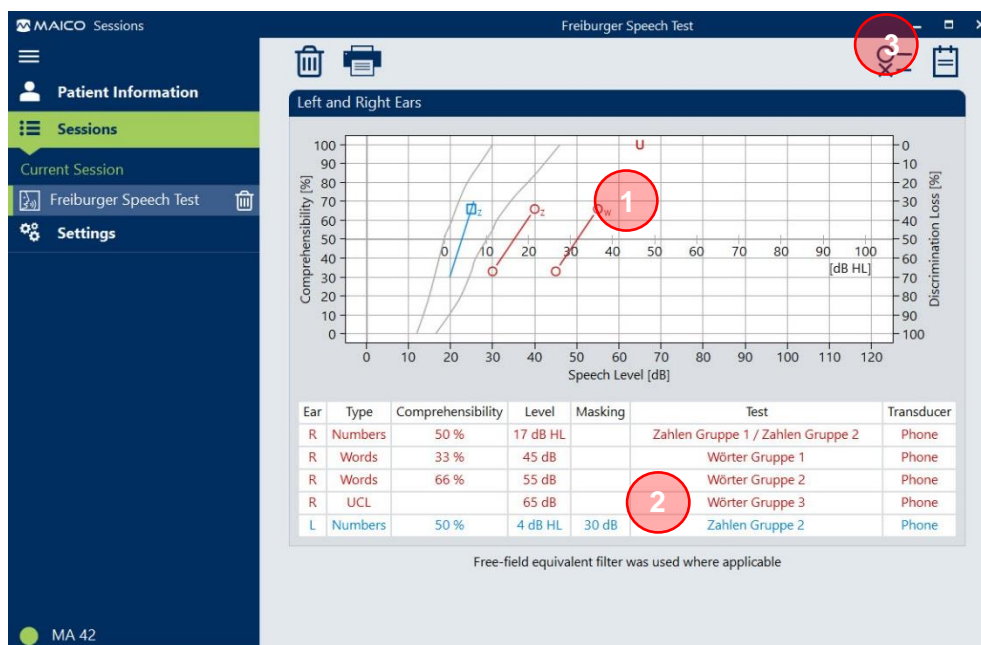 MAICO Sessions
Freiburger Speech Test
3
Patient Information
Sessions
Current Session
Freiburger Speech Test
Settings
MA 42
Left and Right Ears
Comprehensibility [%]
100
90
80
70
60
50
40
30
20
10
0
U
1
z
z
w
0 10 20 30 40 50 60 70 80 90 100
[dB HL]
0
10
20
30
40
50
60
70
80
90
100
Discrimination Loss [%]
0 10 20 30 40 50 60 70 80 90 100 110 120
Speech Level [dB]
Ear Type Comprehensibility Level Masking Test Transducer
R Numbers 50 % 17 dB HL Zahlen Gruppe 1 / Zahlen Gruppe 2 Phone
R Words 33 % 45 dB Wörter Gruppe 1 Phone
R Words 66 % 55 dB Wörter Gruppe 2 Phone
R UCL 65 dB Wörter Gruppe 3 Phone
2
L Numbers 50 % 4 dB HL 30 dB Zahlen Gruppe 2 Phone
Free-field equivalent filter was used where applicable